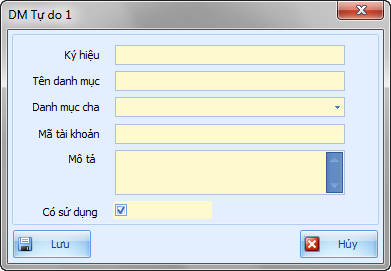 DM Tự do 1
Ký hiệu
Tên danh mục
Danh mục cha
Mã tài khoản
Mô tả
Có sử dụng
Lưu
Hủy